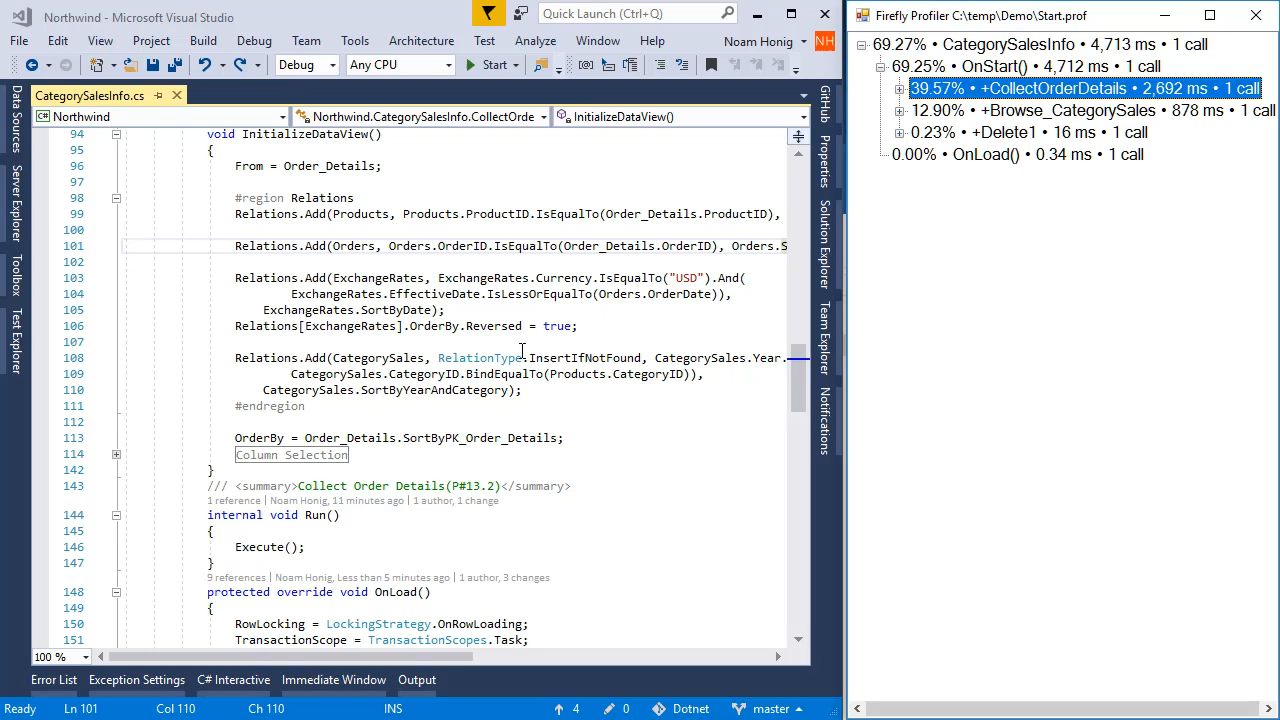 Northwind - Microsoft Visual Studio
Quick Launch (Ctrl+Q)
File Edit View Project Build Debug Team Tools Architecture Test Analyze Window Help Noam Honig NH
Debug Any CPU Start
CategorySalesInfo.cs
Northwind Northwind.CategorySalesInfo.CollectOrde InitializeDataView()
94 void InitializeDataView()
95 {
96 From = Order_Details;
97
98 #region Relations
99 Relations.Add(Products, Products.ProductID.IsEqualTo(Order_Details.ProductID),
100
101 Relations.Add(Orders, Orders.OrderID.IsEqualTo(Order_Details.OrderID), Orders.S
102
103 Relations.Add(ExchangeRates, ExchangeRates.Currency.IsEqualTo("USD").And(
104 ExchangeRates.EffectiveDate.IsLessOrEqualTo(Orders.OrderDate)),
105 ExchangeRates.SortByDate);
106 Relations[ExchangeRates].OrderBy.Reversed = true;
107
108 Relations.Add(CategorySales, RelationType.InsertIfNotFound, CategorySales.Year.
109 CategorySales.CategoryID.BindEqualTo(Products.CategoryID)),
110 CategorySales.SortByYearAndCategory);
111 #endregion
112
113 OrderBy = Order_Details.SortByPK_Order_Details;
114 Column Selection
142 }
143 /// <summary>Collect Order Details(P#13.2)</summary>
1 reference | Noam Honig, 11 minutes ago | 1 author, 1 change
144 internal void Run()
145 {
146 Execute();
147 }
9 references | Noam Honig, Less than 5 minutes ago | 1 author, 3 changes
148 protected override void OnLoad()
149 {
150 RowLocking = LockingStrategy.OnRowLoading;
151 TransactionScope = TransactionScopes.Task;
100 %
Error List Exception Settings C# Interactive Immediate Window Output
Ready Ln 101 Col 110 Ch 110 INS 4 0 Dotnet master
Data Sources
Server Explorer
Toolbox
Test Explorer
GitHub
Properties
Solution Explorer
Team Explorer
Notifications
Firefly Profiler C:\temp\Demo\Start.prof
69.27% • CategorySalesInfo • 4,713 ms • 1 call
69.25% • OnStart() • 4,712 ms • 1 call
39.57% • +CollectOrderDetails • 2,692 ms • 1 call
12.90% • +Browse_CategorySales • 878 ms • 1 call
0.23% • +Delete1 • 16 ms • 1 call
0.00% • OnLoad() • 0.34 ms • 1 call